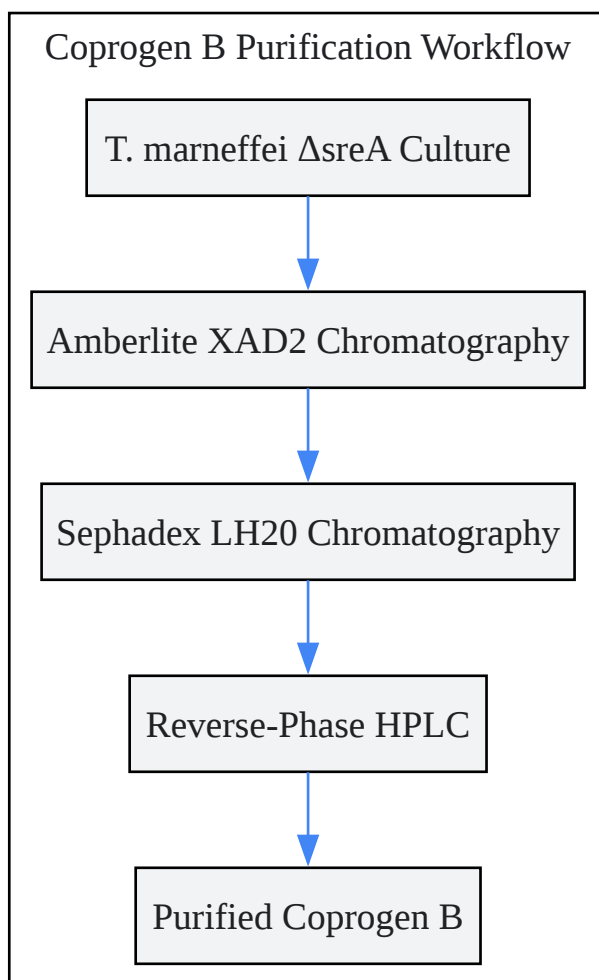 Coprogen B Purification Workflow
T. marneffei ΔsreA Culture
Amberlite XAD2 Chromatography
Sephadex LH20 Chromatography
Reverse-Phase HPLC
Purified Coprogen B